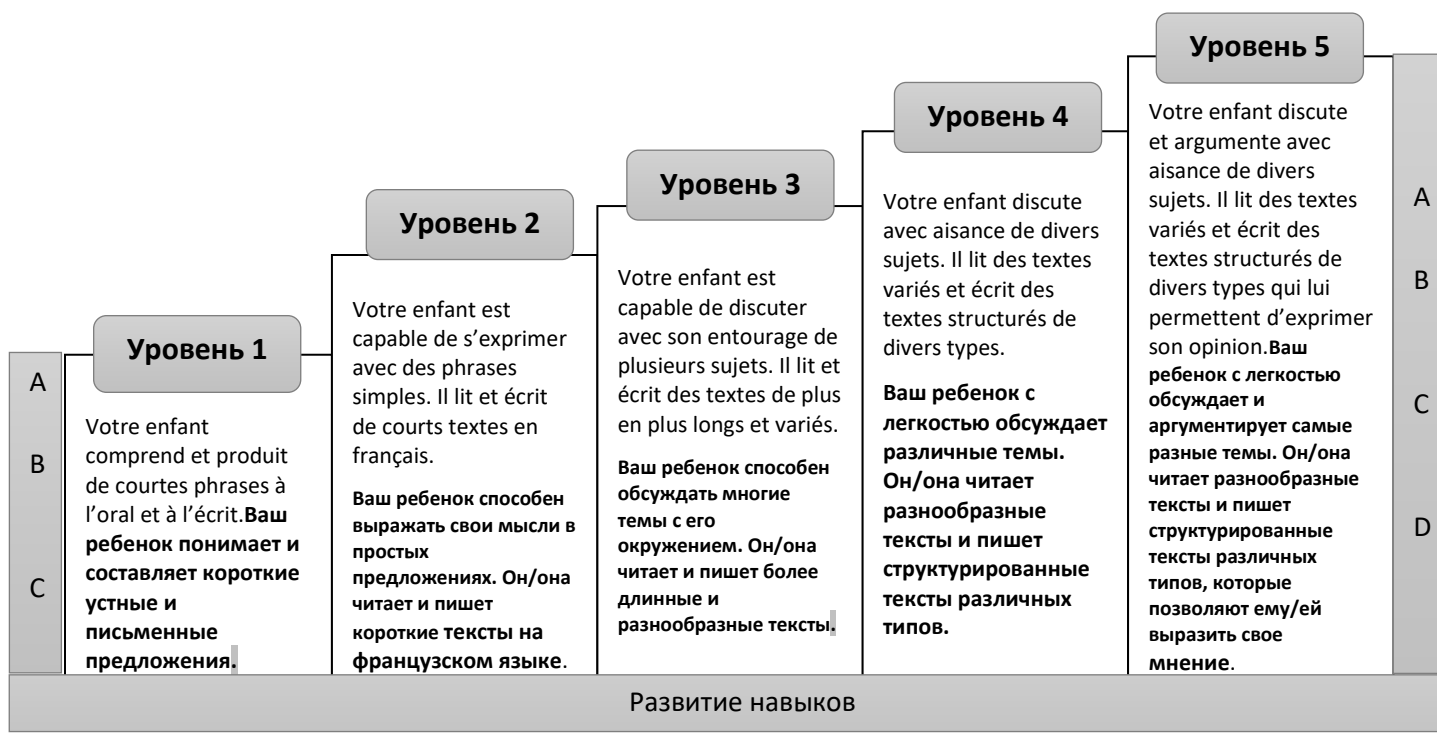 A
B
C
Уровень 1
Votre enfant
comprend et produit
de courtes phrases à
l’oral et à l’écrit.Ваш
ребенок понимает и
составляет короткие
устные и
письменные
предложения.
Уровень 2
Votre enfant est
capable de s’exprimer
avec des phrases
simples. Il lit et écrit
de courts textes en
français.
Ваш ребенок способен
выражать свои мысли в
простых
предложениях. Он/она
читает и пишет
короткие тексты на
французском языке.
Уровень 3
Votre enfant est
capable de discuter
avec son entourage de
plusieurs sujets. Il lit et
écrit des textes de plus
en plus longs et variés.
Ваш ребенок способен
обсуждать многие
темы с его
окружением. Он/она
читает и пишет более
длинные и
разнообразные тексты.
Уровень 4
Votre enfant discute
avec aisance de divers
sujets. Il lit des textes
variés et écrit des
textes structurés de
divers types.
Ваш ребенок с
легкостью обсуждает
различные темы.
Он/она читает
разнообразные
тексты и пишет
структурированные
тексты различных
типов.
Уровень 5
Votre enfant discute
et argumente avec
aisance de divers
sujets. Il lit des textes
variés et écrit des
textes structurés de
divers types qui lui
permettent d’exprimer
son opinion.Ваш
ребенок с легкостью
обсуждает и
аргументирует самые
разные темы. Он/она
читает разнообразные
тексты и пишет
структурированные
тексты различных
типов, которые
позволяют ему/ей
выразить свое
мнение.
A
B
C
D
Развитие навыков